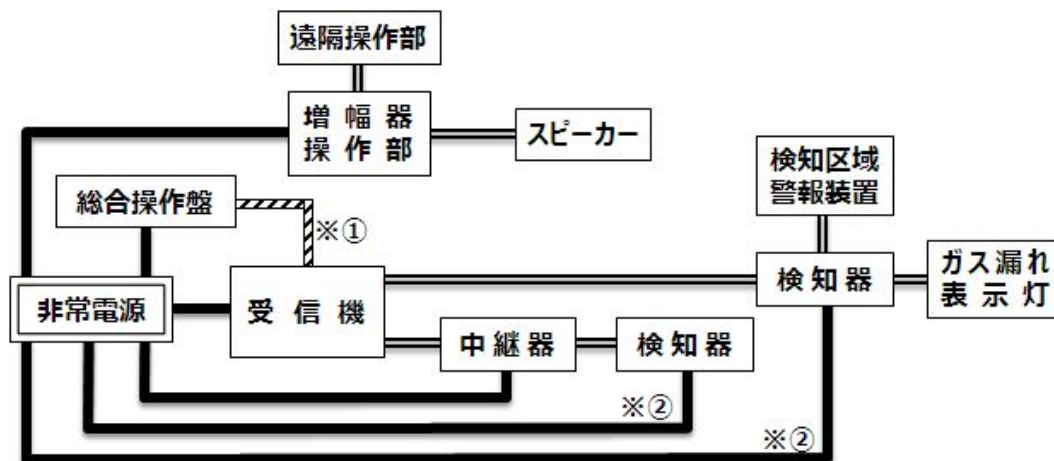 遠隔操作部
増幅器
操作部
スピーカー
検知区域
警報装置
総合操作盤
※①
非常電源
受信機
検知器
ガス漏れ
表示灯
中継器
検知器
※②
※②